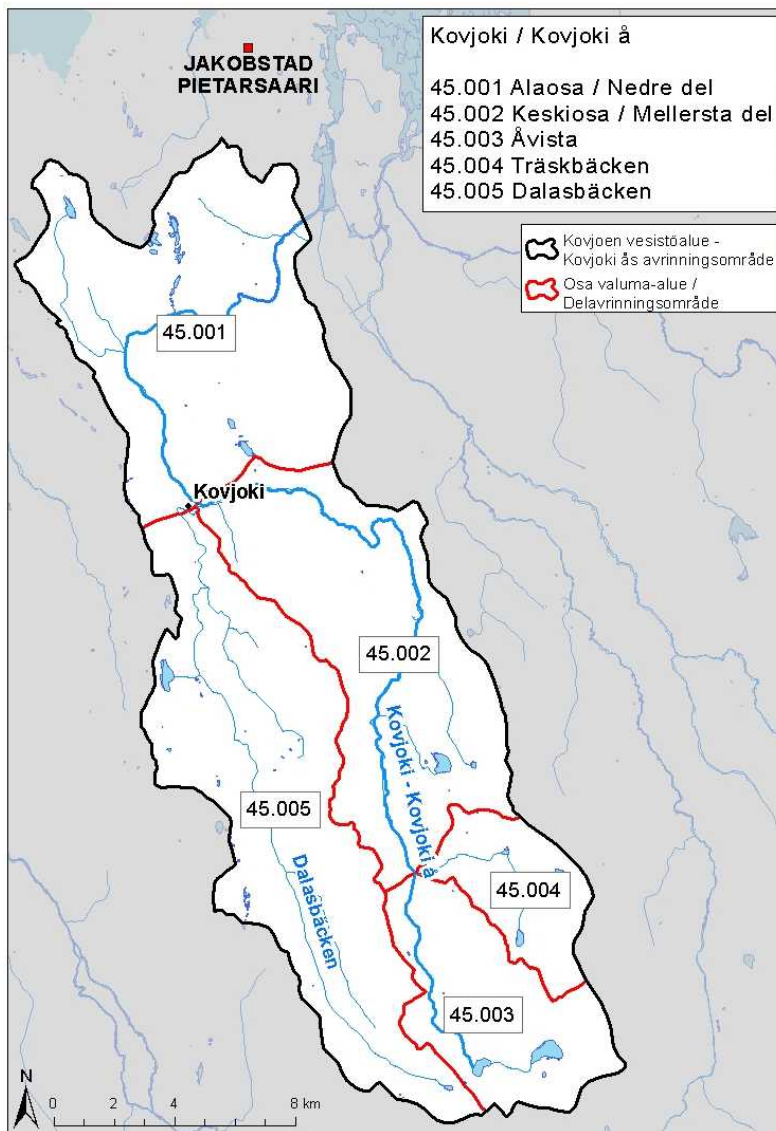 Kovjoki / Kovjoki å
45.001 Alaosa / Nedre del
45.002 Keskiosa / Mellersta del
45.003 Åvista
45.004 Träskbäcken
45.005 Dalasbäcken
Kovjoen vesistöalue -
Kovjoki ås avrinningsområde
Osa valuma-alue /
Delavrinningsområde
JAKOBSTAD
PIETARSAARI
45.001
Kovjoki
45.002
Kovjoki - Kovjoki å
45.005
Dalasbäcken
45.004
45.003
N
0 2 4 8 km